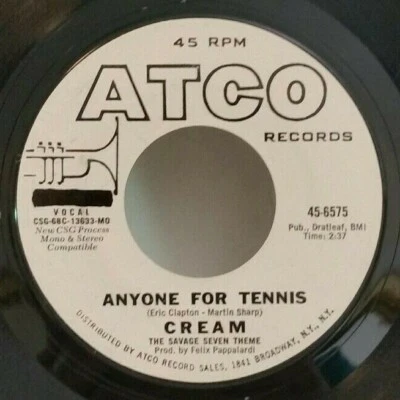 45 RPM
ATCO
RECORDS
VOCAL
CSG-68C-13633-MO
New CSG Process
Mono & Stereo
Compatible
45-6575
Pub., Dratleaf, BMI
Time: 2:37
ANYONE FOR TENNIS
(Eric Clapton - Martin Sharp)
CREAM
THE SAVAGE SEVEN THEME
Prod. by Felix Pappalardi
DISTRIBUTED BY ATCO RECORD SALES, 1841 BROADWAY, N.Y., N.Y.